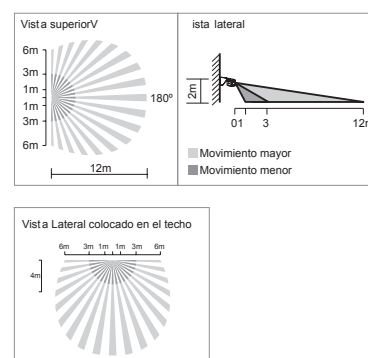 Vista superiorV
6m
3m
1m
1m
3m
6m
180º
12m
ista lateral
2m
01 3 12m
Movimiento mayor
Movimiento menor
Vista Lateral colocado en el techo
6m 3m 1m 1m 3m 6m
4m